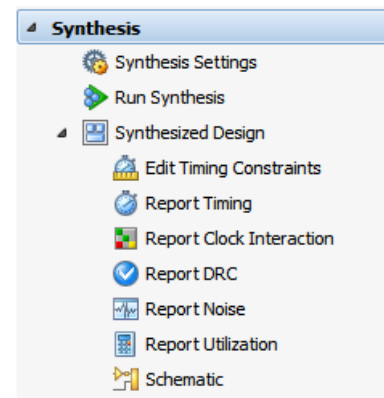 Synthesis
Synthesis Settings
Run Synthesis
Synthesized Design
Edit Timing Constraints
Report Timing
Report Clock Interaction
Report DRC
Report Noise
Report Utilization
Schematic